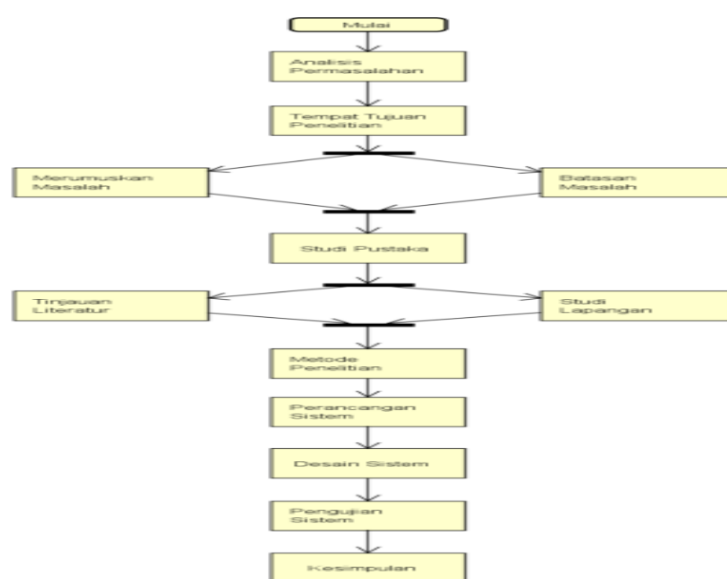 Mulai
Analisis
Permasalahan
Tempat Tujuan
Penelitian
Merumuskan
Masalah
Batasan
Masalah
Studi Pustaka
Tinjauan
Literatur
Studi
Lapangan
Metode
Penelitian
Perancangan
Sistem
Desain Sistem
Pengujian
Sistem
Kesimpulan